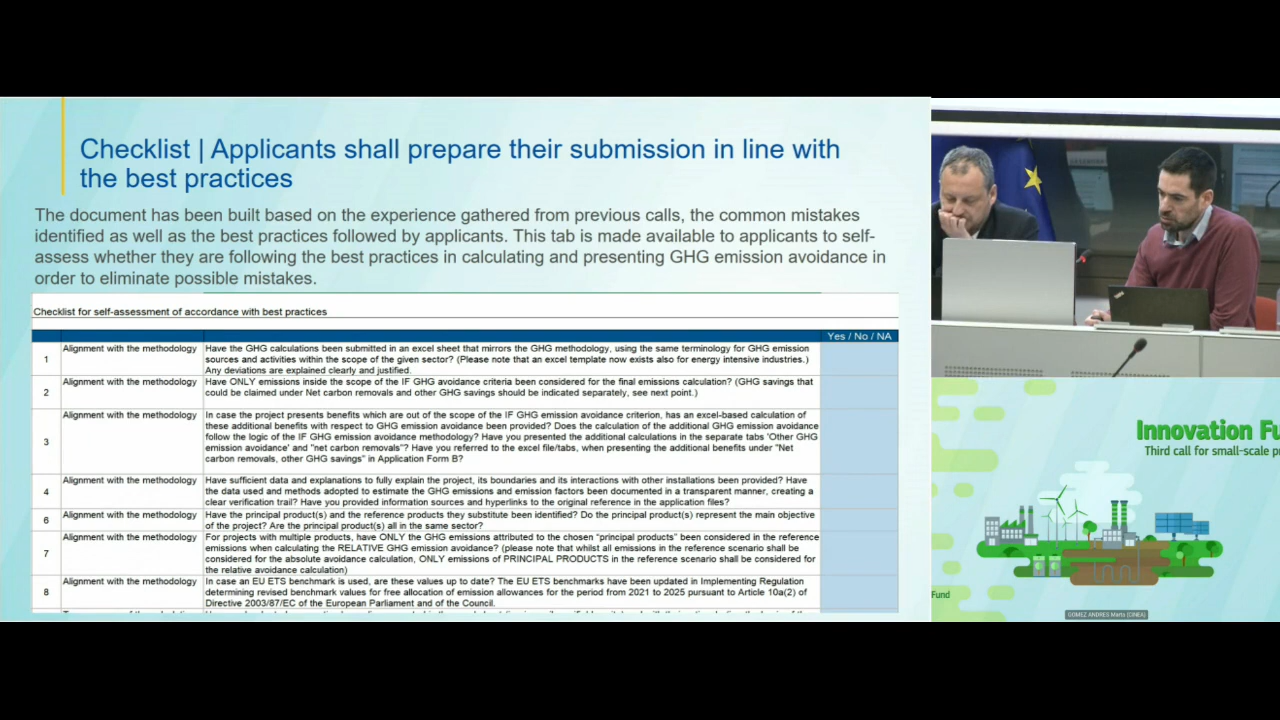 Checklist | Applicants shall prepare their submission in line with
the best practices
The document has been built based on the experience gathered from previous calls, the common mistakes
identified as well as the best practices followed by applicants. This tab is made available to applicants to self-
assess whether they are following the best practices in calculating and presenting GHG emission avoidance in
order to eliminate possible mistakes.
Checklist for self-assessment of accordance with best practices
Yes / No / NA
1 Alignment with the methodology Have the GHG calculations been submitted in an excel sheet that mirrors the GHG methodology, using the same terminology for GHG emission
sources and activities within the scope of the given sector? (Please note that an excel template now exists also for energy intensive industries.)
Any deviations are explained clearly and justified.
2 Alignment with the methodology Have ONLY emissions inside the scope of the IF GHG avoidance criteria been considered for the final emissions calculation? (GHG savings that
could be claimed under Net carbon removals and other GHG savings should be indicated separately, see next point.)
3 Alignment with the methodology In case the project presents benefits which are out of the scope of the IF GHG emission avoidance criterion, has an excel-based calculation of
these additional benefits with respect to GHG emission avoidance been provided? Does the calculation of the additional GHG emission avoidance
follow the logic of the IF GHG emission avoidance methodology? Have you presented the additional calculations in the separate tabs 'Other GHG
emission avoidance' and "net carbon removals"? Have you referred to the excel file/tabs, when presenting the additional benefits under "Net
carbon removals, other GHG savings" in Application Form B?
4 Alignment with the methodology Have sufficient data and explanations to fully explain the project, its boundaries and its interactions with other installations been provided? Have
the data used and methods adopted to estimate the GHG emissions and emission factors been documented in a transparent manner, creating a
clear verification trail? Have you provided information sources and hyperlinks to the original reference in the application files?
6 Alignment with the methodology Have the principal product(s) and the reference products they substitute been identified? Do the principal product(s) represent the main objective
of the project? Are the principal product(s) all in the same sector?
7 Alignment with the methodology For projects with multiple products, have ONLY the GHG emissions attributed to the chosen "principal products" been considered in the reference
emissions when calculating the RELATIVE GHG emission avoidance? (please note that whilst all emissions in the reference scenario shall be
considered for the absolute avoidance calculation, ONLY emissions of PRINCIPAL PRODUCTS in the reference scenario shall be considered for
the relative avoidance calculation)
8 Alignment with the methodology In case an EU ETS benchmark is used, are these values up to date? The EU ETS benchmarks have been updated in Implementing Regulation
determining revised benchmark values for free allocation of emission allowances for the period from 2021 to 2025 pursuant to Article 10a(2) of
Directive 2003/87/EC of the European Parliament and of the Council.
Innovation Fu
Third call for small-scale pr
Fund
GOMEZ ANDRES Marta (CINEA)